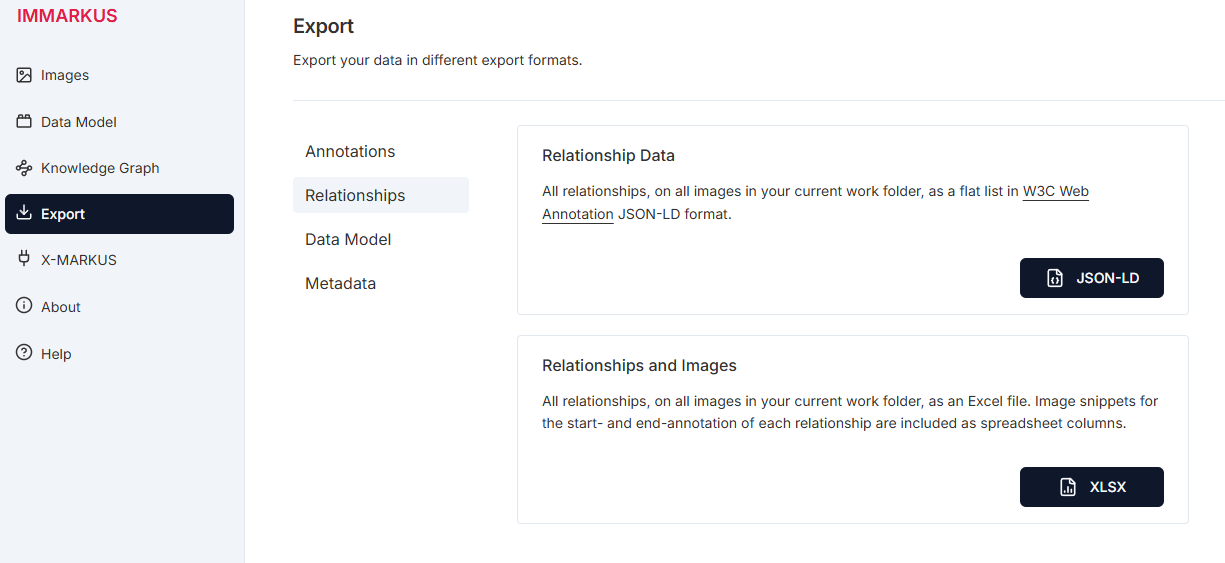 IMMARKUS
Images
Data Model
Knowledge Graph
Export
X-MARKUS
About
Help
Export
Export your data in different export formats.
Annotations
Relationships
Data Model
Metadata
Relationship Data
All relationships, on all images in your current work folder, as a flat list in W3C Web
Annotation JSON-LD format.
JSON-LD
Relationships and Images
All relationships, on all images in your current work folder, as an Excel file. Image snippets for
the start- and end-annotation of each relationship are included as spreadsheet columns.
XLSX